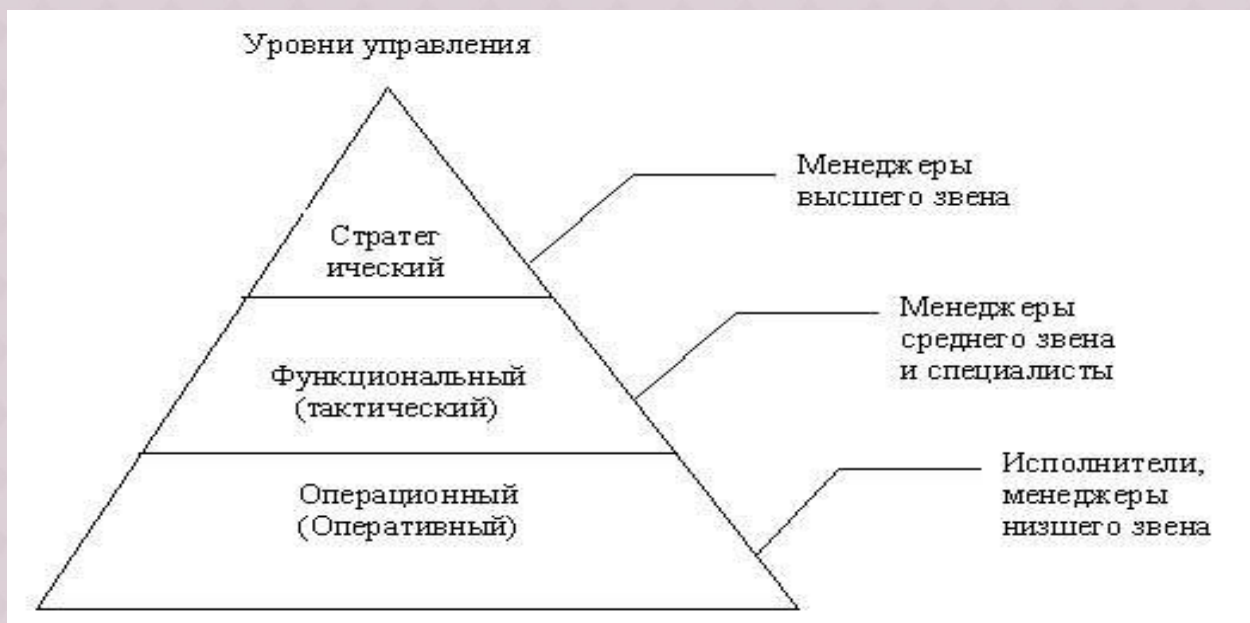 Уровни управления
Менеджеры
высшего звена
Стратег
ический
Менеджеры
среднего звена
и специалисты
Функциональный
(тактический)
Исполнители,
менеджеры
низшего звена
Операционный
(Оперативный)